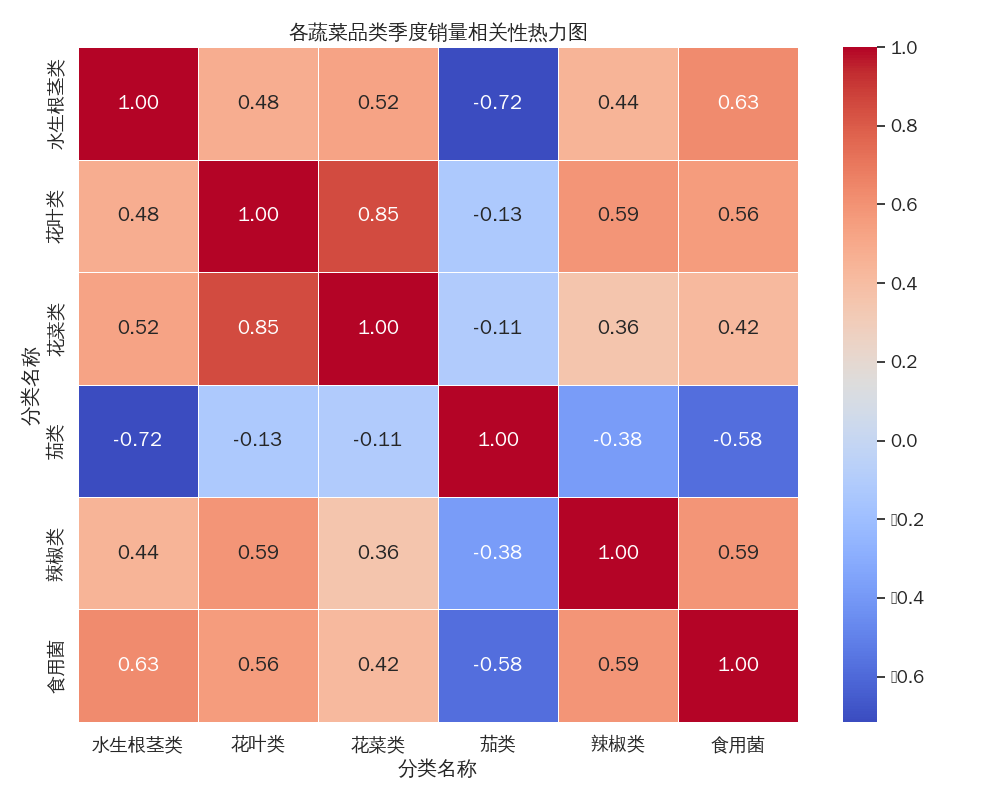 各蔬菜品类季度销量相关性热力图
分类名称
水生根茎类 1.00 0.48 0.52 -0.72 0.44 0.63
花叶类 0.48 1.00 0.85 -0.13 0.59 0.56
花菜类 0.52 0.85 1.00 -0.11 0.36 0.42
茄类 -0.72 -0.13 -0.11 1.00 -0.38 -0.58
辣椒类 0.44 0.59 0.36 -0.38 1.00 0.59
食用菌 0.63 0.56 0.42 -0.58 0.59 1.00
水生根茎类 花叶类 花菜类 茄类 辣椒类 食用菌
分类名称
1.0
0.8
0.6
0.4
0.2
0.0
▯0.2
▯0.4
▯0.6